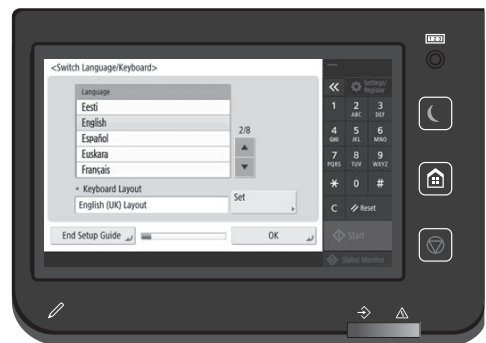 123
<Switch Language/Keyboard>
Language
Eesti
English
Español
Euskara
Français
2/8
Keyboard Layout
English (UK) Layout
Set
End Setup Guide
OK
Settings/
Register
1 2 3
ABC DEF
4 5 6
GHI JKL MNO
7 8 9
PQRS TUV WXYZ
* 0 #
C Reset
Start
Status Monitor